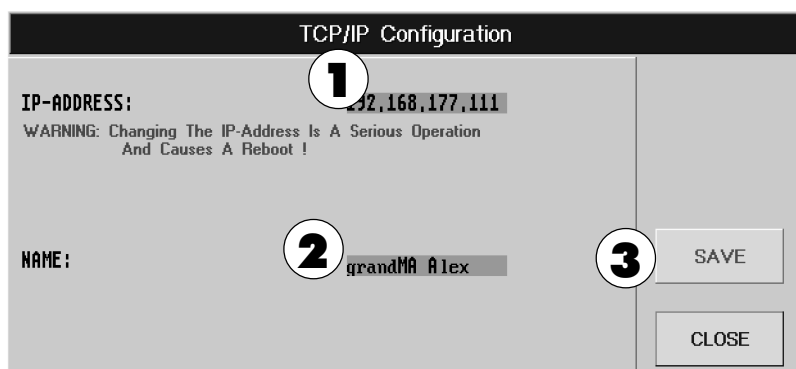 TCP/IP Configuration
1
IP-ADDRESS: 192,168,177,111
WARNING: Changing The IP-Address Is A Serious Operation
And Causes A Reboot !
NAME: 2 grandMA Alex
3 SAVE
CLOSE